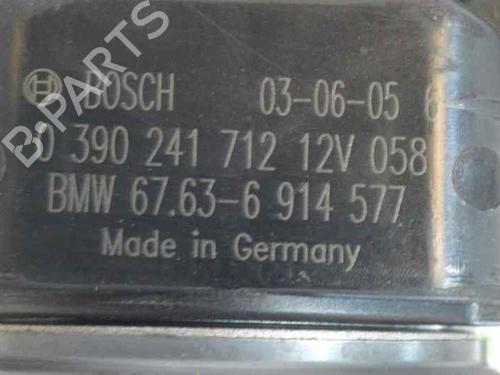 B-PARTS
BOSCH 03-06-05 6
0 390 241 712 12V 058
BMW 67.63-6 914 577
Made in Germany